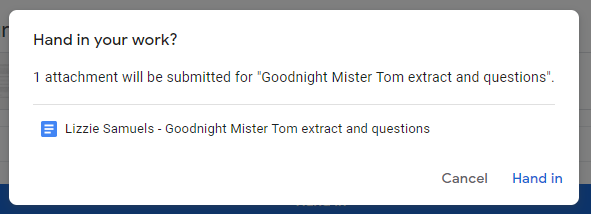 Hand in your work?
1 attachment will be submitted for "Goodnight Mister Tom extract and questions".
Lizzie Samuels - Goodnight Mister Tom extract and questions
Cancel Hand in